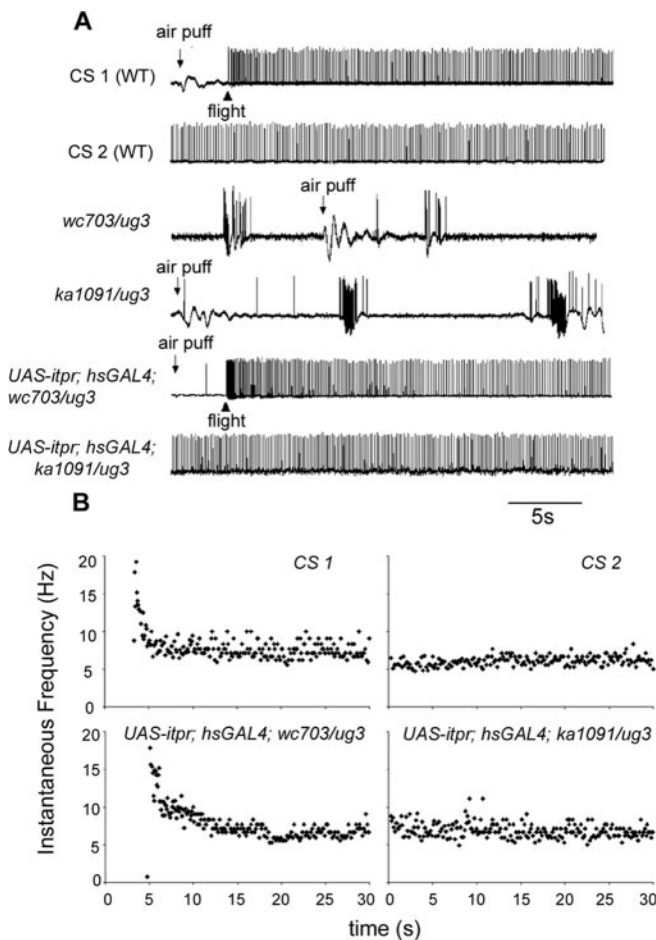 A
air puff
CS 1 (WT)
flight
CS 2 (WT)
air puff
wc703/ug3
air puff
ka1091/ug3
air puff
UAS-itpr; hsGAL4;
wc703/ug3
flight
UAS-itpr; hsGAL4;
ka1091/ug3
5s
B
Instantaneous Frequency (Hz)
20
15
10
5
0
CS 1
CS 2
20
15
10
5
0
UAS-itpr; hsGAL4; wc703/ug3
UAS-itpr; hsGAL4; ka1091/ug3
0 5 10 15 20 25 30
0 5 10 15 20 25 30
time (s)